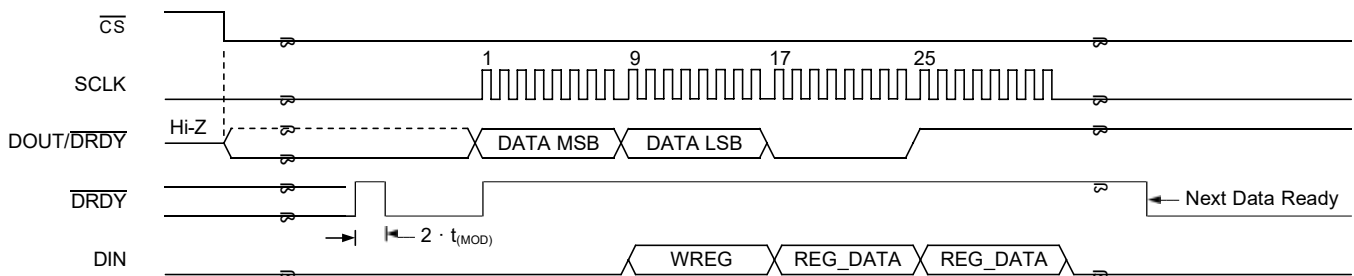 CS
1 9 17 25
SCLK
Hi-Z
DOUT/DRDY DATA MSB DATA LSB
DRDY Next Data Ready
2 · t(MOD)
DIN WREG REG_DATA REG_DATA